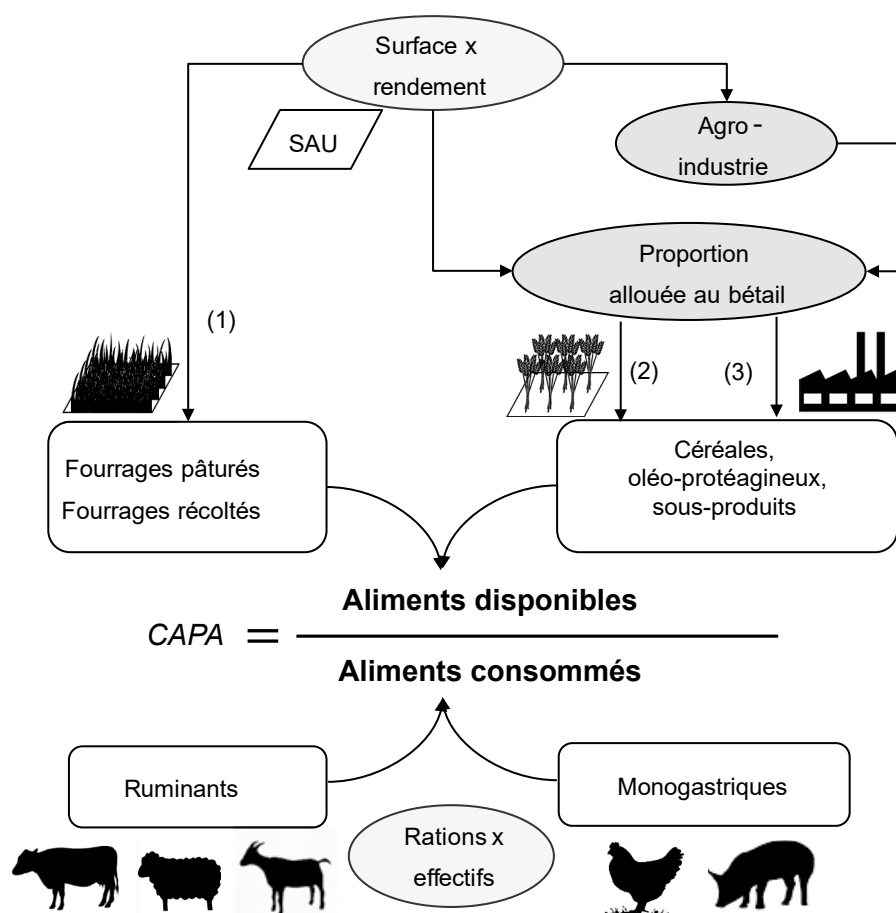 Surface x
rendement
SAU
Agro -
industrie
Proportion
allouée au bétail
(1)
(2)
(3)
Fourrages pâturés
Fourrages récoltés
Céréales,
oléo-protéagineux,
sous-produits
Aliments disponibles
CAPA =
Aliments consommés
Ruminants
Monogastriques
Rations x
effectifs